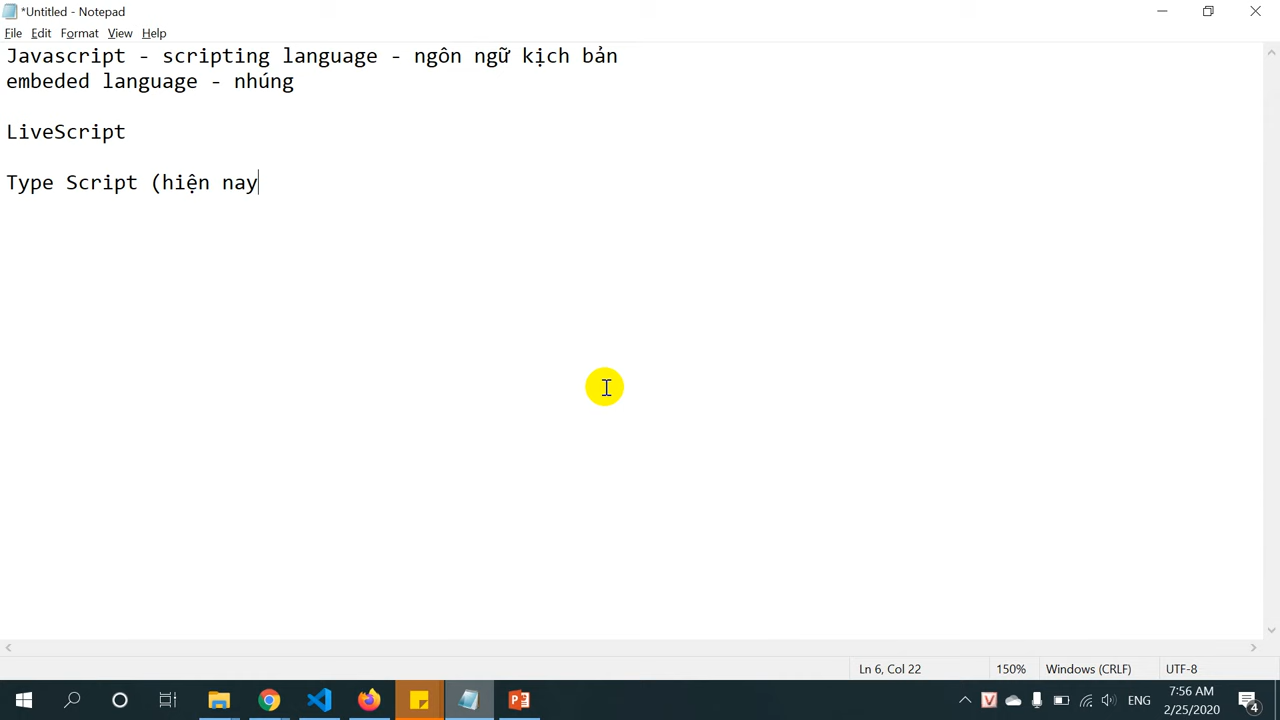 *Untitled - Notepad
File Edit Format View Help
Javascript - scripting language - ngôn ngữ kịch bản
embeded language - nhúng
LiveScript
Type Script (hiện nay
Ln 6, Col 22 150% Windows (CRLF) UTF-8
ENG
7:56 AM
2/25/2020
4